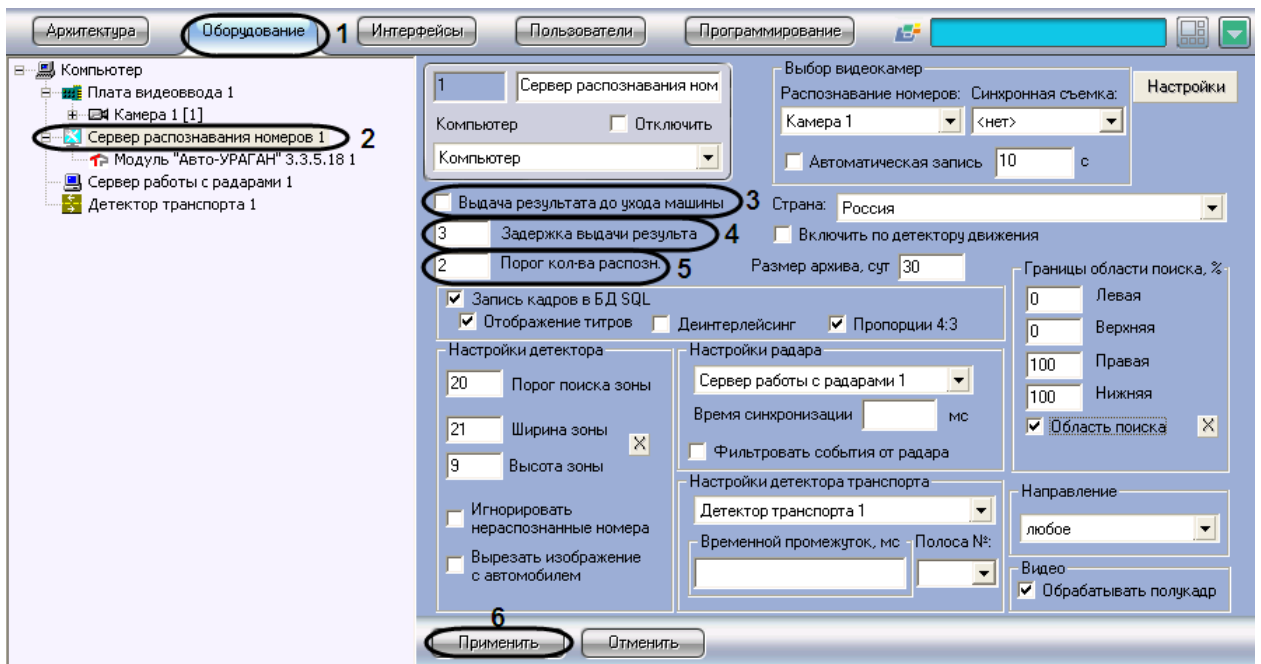 Архитектура Оборудование 1 Интерфейсы Пользователи Программирование
Компьютер
Плата видеоввода 1
Камера 1 [1]
Сервер распознавания номеров 1 2
Модуль "Авто-УРАГАН" 3.3.5.18 1
Сервер работы с радарами 1
Детектор транспорта 1
1 Сервер распознавания ном
Компьютер Отключить
Компьютер
Выбор видеокамер
Распознавание номеров: Синхронная съемка:
Камера 1 <нет>
Автоматическая запись 10 с
Настройки
Выдача результата до ухода машины 3
3 Задержка выдачи результа 4
2 Порог кол-ва распозн. 5
Страна: Россия
Включить по детектору движения
Размер архива, сут 30
Запись кадров в БД SQL
Отображение титров Деинтерлейсинг Пропорции 4:3
Границы области поиска, %
0 Левая
0 Верхняя
100 Правая
100 Нижняя
Область поиска X
Настройки детектора
20 Порог поиска зоны
21 Ширина зоны
X
9 Высота зоны
Игнорировать
нераспознанные номера
Вырезать изображение
с автомобилем
Настройки радара
Сервер работы с радарами 1
Время синхронизации мс
Фильтровать события от радара
Настройки детектора транспорта
Детектор транспорта 1
Временной промежуток, мс Полоса №:
Направление
любое
Видео
Обрабатывать полукадр
6
Применить Отменить